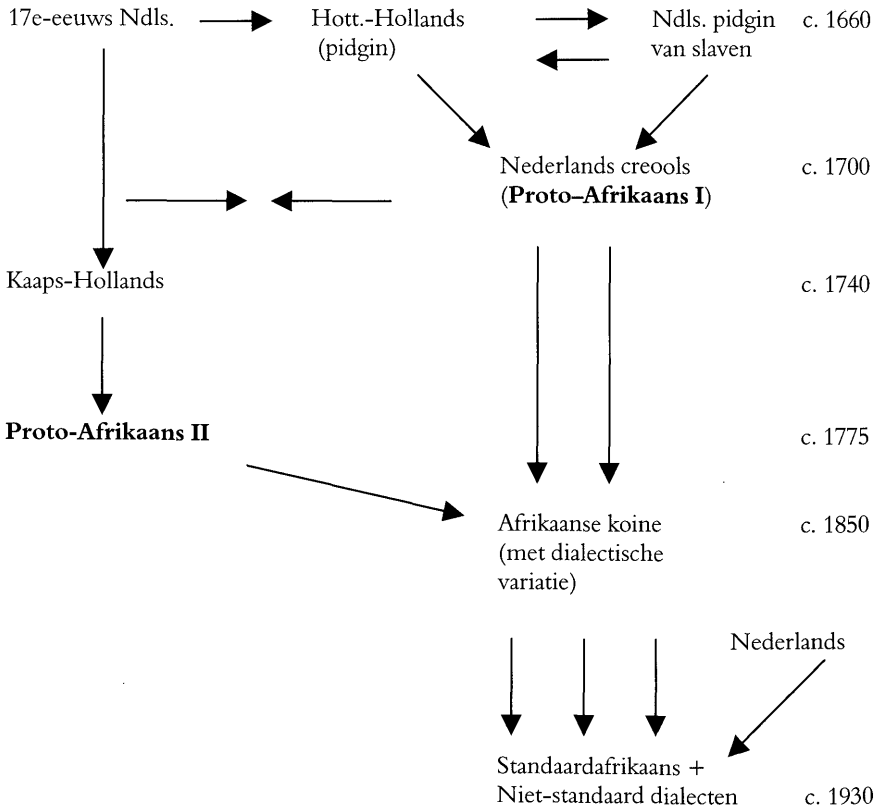 17e-eeuws Ndls.
Hott.-Hollands
(pidgin)
Ndls. pidgin
van slaven
c. 1660
Nederlands creools
(Proto–Afrikaans I)
c. 1700
Kaaps-Hollands
c. 1740
Proto-Afrikaans II
c. 1775
Afrikaanse koine
(met dialectische
variatie)
c. 1850
Nederlands
Standaardafrikaans +
Niet-standaard dialecten
c. 1930